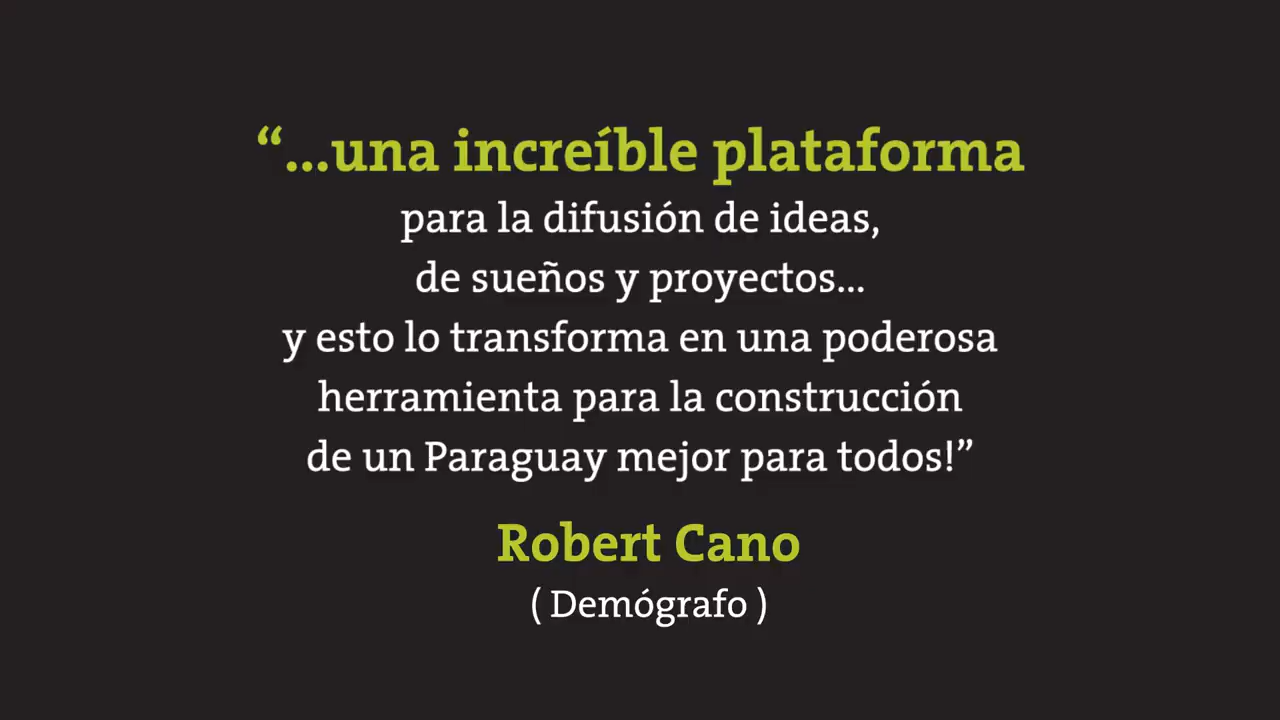 “...una increíble plataforma
para la difusión de ideas,
de sueños y proyectos...
y esto lo transforma en una poderosa
herramienta para la construcción
de un Paraguay mejor para todos!”
Robert Cano
( Demógrafo )